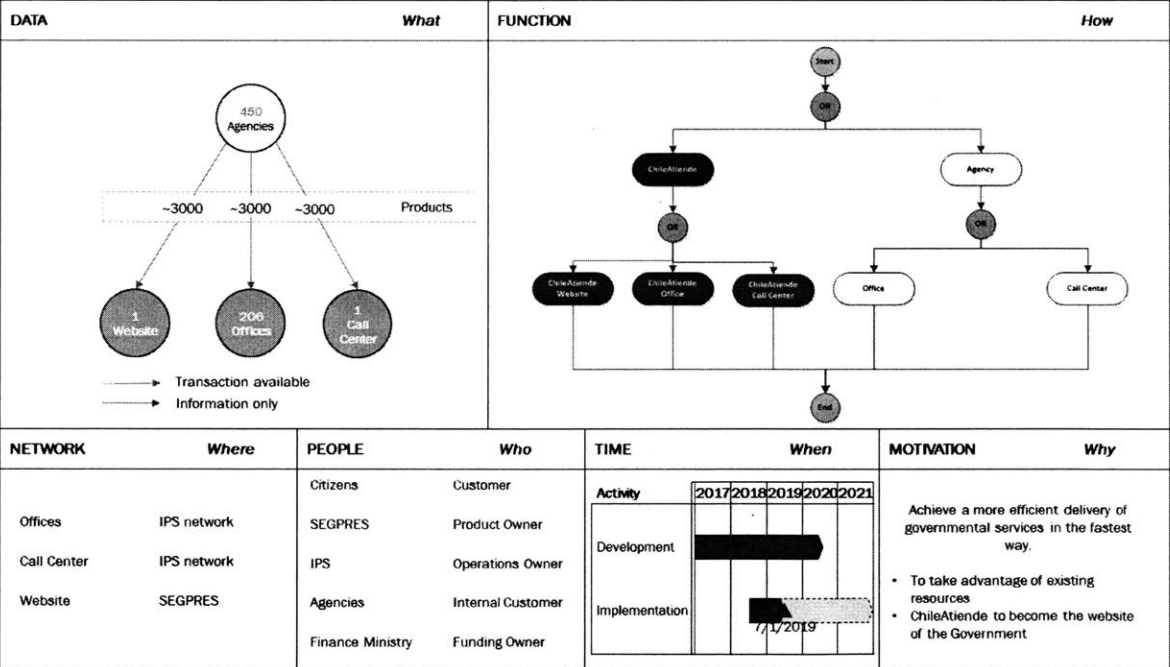 DATA What
450
Agencies
~3000 ~3000 ~3000 Products
1
Website
206
Offices
1
Call
Center
Transaction available
Information only
FUNCTION How
Start
OR
ChileAtiende
Agency
OR
OR
ChileAtiende
Website
ChileAtiende
Office
ChileAtiende
Call Center
Office
Call Center
End
NETWORK Where
Offices IPS network
Call Center IPS network
Website SEGPRES
PEOPLE Who
Citizens Customer
SEGPRES Product Owner
IPS Operations Owner
Agencies Internal Customer
Finance Ministry Funding Owner
TIME When
Activity 2017 2018 2019 2020 2021
Development
Implementation
7/1/2019
MOTIVATION Why
Achieve a more efficient delivery of
governmental services in the fastest
way.
• To take advantage of existing
resources
• ChileAtiende to become the website
of the Government